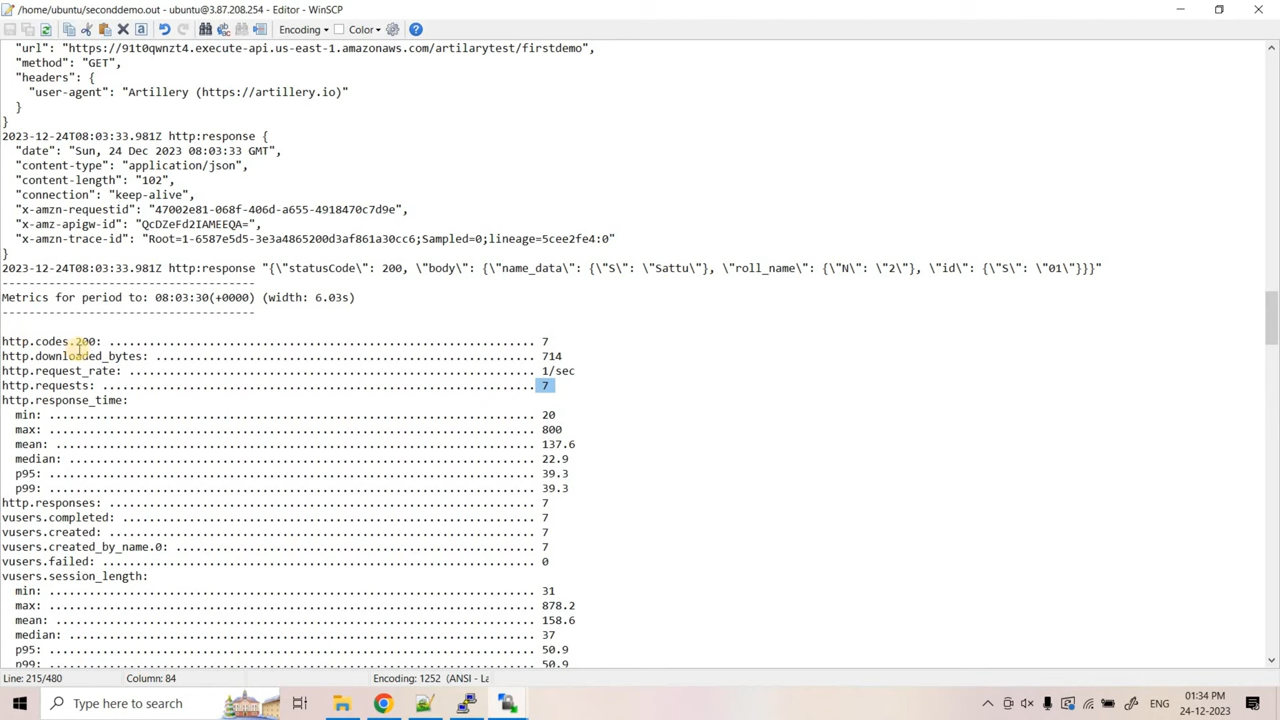 /home/ubuntu/seconddemo.out - ubuntu@3.87.208.254 - Editor - WinSCP
Encoding Color
"url": "https://91t0qwnzt4.execute-api.us-east-1.amazonaws.com/artilarytest/firstdemo",
"method": "GET",
"headers": {
"user-agent": "Artillery (https://artillery.io)"
}
}
2023-12-24T08:03:33.981Z http:response {
"date": "Sun, 24 Dec 2023 08:03:33 GMT",
"content-type": "application/json",
"content-length": "102",
"connection": "keep-alive",
"x-amzn-requestid": "47002e81-068f-406d-a655-4918470c7d9e",
"x-amz-apigw-id": "QcDZeFd2IAMEEQA=",
"x-amzn-trace-id": "Root=1-6587e5d5-3e3a4865200d3af861a30cc6;Sampled=0;lineage=5cee2fe4:0"
}
2023-12-24T08:03:33.981Z http:response "{\"statusCode\": 200, \"body\": {\"name_data\": {\"S\": \"Sattu\"}, \"roll_name\": {\"N\": \"2\"}, \"id\": {\"S\": \"01\"}}}"
--------------------------------------
Metrics for period to: 08:03:30(+0000) (width: 6.03s)
--------------------------------------
http.codes.200: ................................................................ 7
http.downloaded_bytes: ......................................................... 714
http.request_rate: ............................................................. 1/sec
http.requests: ................................................................. 7
http.response_time:
min: ......................................................................... 20
max: ......................................................................... 800
mean: ........................................................................ 137.6
median: ...................................................................... 22.9
p95: ......................................................................... 39.3
p99: ......................................................................... 39.3
http.responses: ................................................................ 7
vusers.completed: .............................................................. 7
vusers.created: ................................................................ 7
vusers.created_by_name.0: ...................................................... 7
vusers.failed: ................................................................. 0
vusers.session_length:
min: ......................................................................... 31
max: ......................................................................... 878.2
mean: ........................................................................ 158.6
median: ...................................................................... 37
p95: ......................................................................... 50.9
p99: ......................................................................... 50.9
Line: 215/480 Column: 84 Encoding: 1252 (ANSI - La
Type here to search
ENG
01:34 PM
24-12-2023